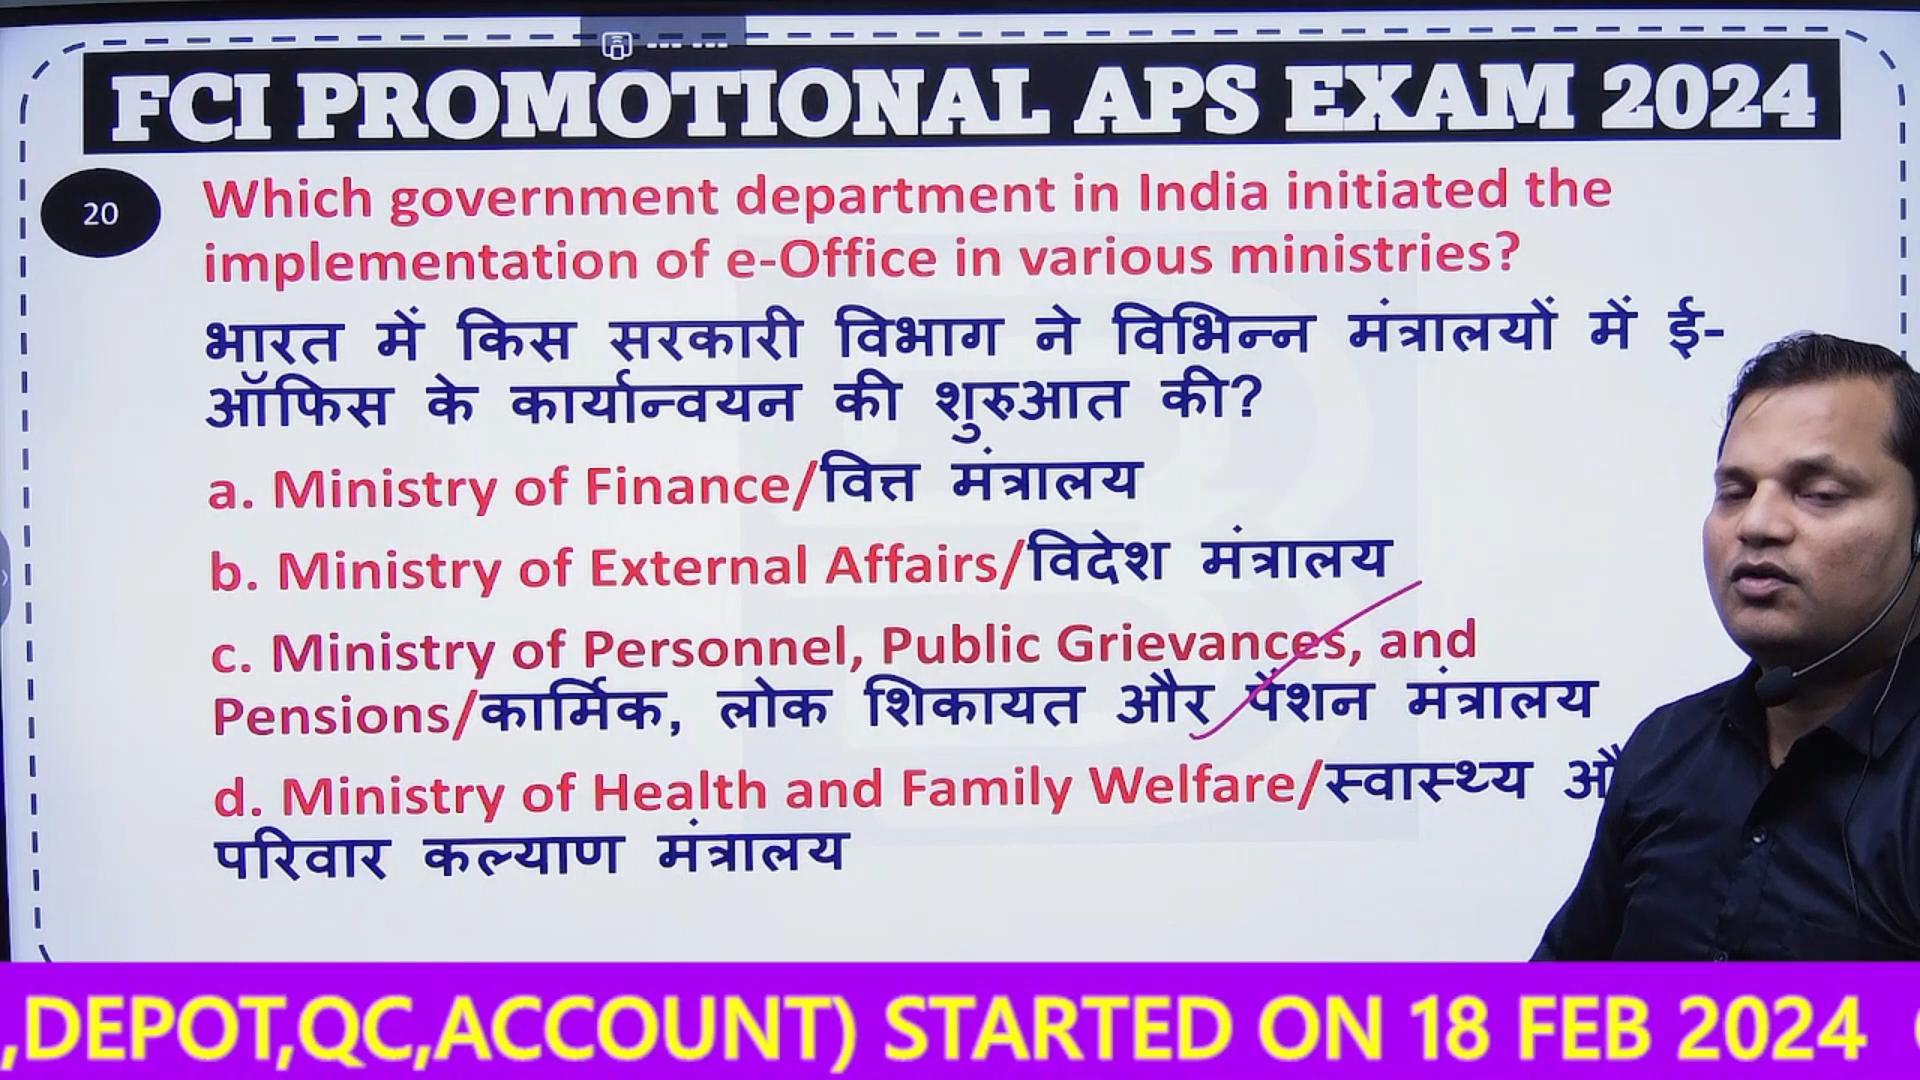 FCI PROMOTIONAL APS EXAM 2024
20
Which government department in India initiated the
implementation of e-Office in various ministries?
भारत में किस सरकारी विभाग ने विभिन्न मंत्रालयों में ई-
ऑफिस के कार्यान्वयन की शुरुआत की?
a. Ministry of Finance/वित्त मंत्रालय
b. Ministry of External Affairs/विदेश मंत्रालय
c. Ministry of Personnel, Public Grievances, and
Pensions/कार्मिक, लोक शिकायत और पेंशन मंत्रालय
d. Ministry of Health and Family Welfare/स्वास्थ्य
परिवार कल्याण मंत्रालय
,DEPOT,QC,ACCOUNT) STARTED ON 18 FEB 2024